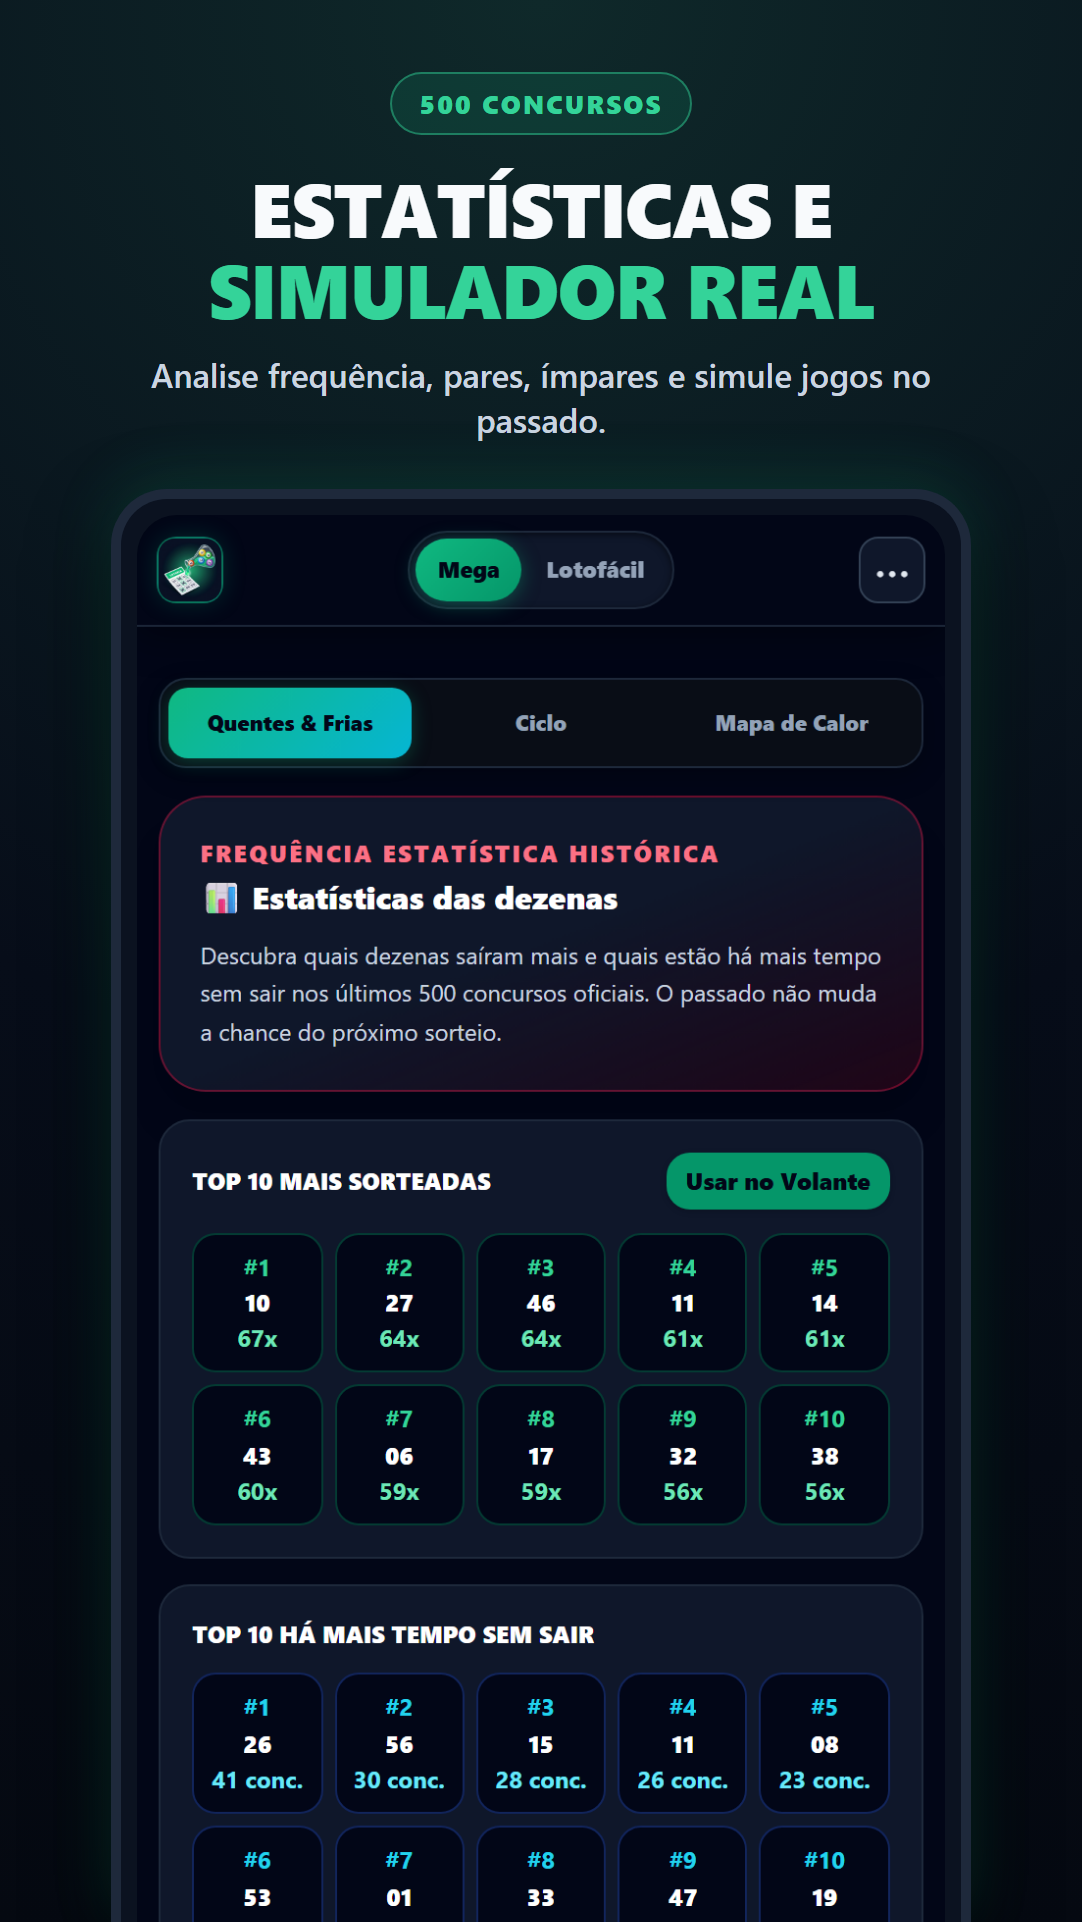 500 CONCURSOS
ESTATÍSTICAS E
SIMULADOR REAL
Analise frequência, pares, ímpares e simule jogos no
passado.
Mega Lotofácil ...
Quentes & Frias Ciclo Mapa de Calor
FREQUÊNCIA ESTATÍSTICA HISTÓRICA
Estatísticas das dezenas
Descubra quais dezenas saíram mais e quais estão há mais tempo
sem sair nos últimos 500 concursos oficiais. O passado não muda
a chance do próximo sorteio.
TOP 10 MAIS SORTEADAS Usar no Volante
#1 #2 #3 #4 #5
10 27 46 11 14
67x 64x 64x 61x 61x
#6 #7 #8 #9 #10
43 06 17 32 38
60x 59x 59x 56x 56x
TOP 10 HÁ MAIS TEMPO SEM SAIR
#1 #2 #3 #4 #5
26 56 15 11 08
41 conc. 30 conc. 28 conc. 26 conc. 23 conc.
#6 #7 #8 #9 #10
53 01 33 47 19